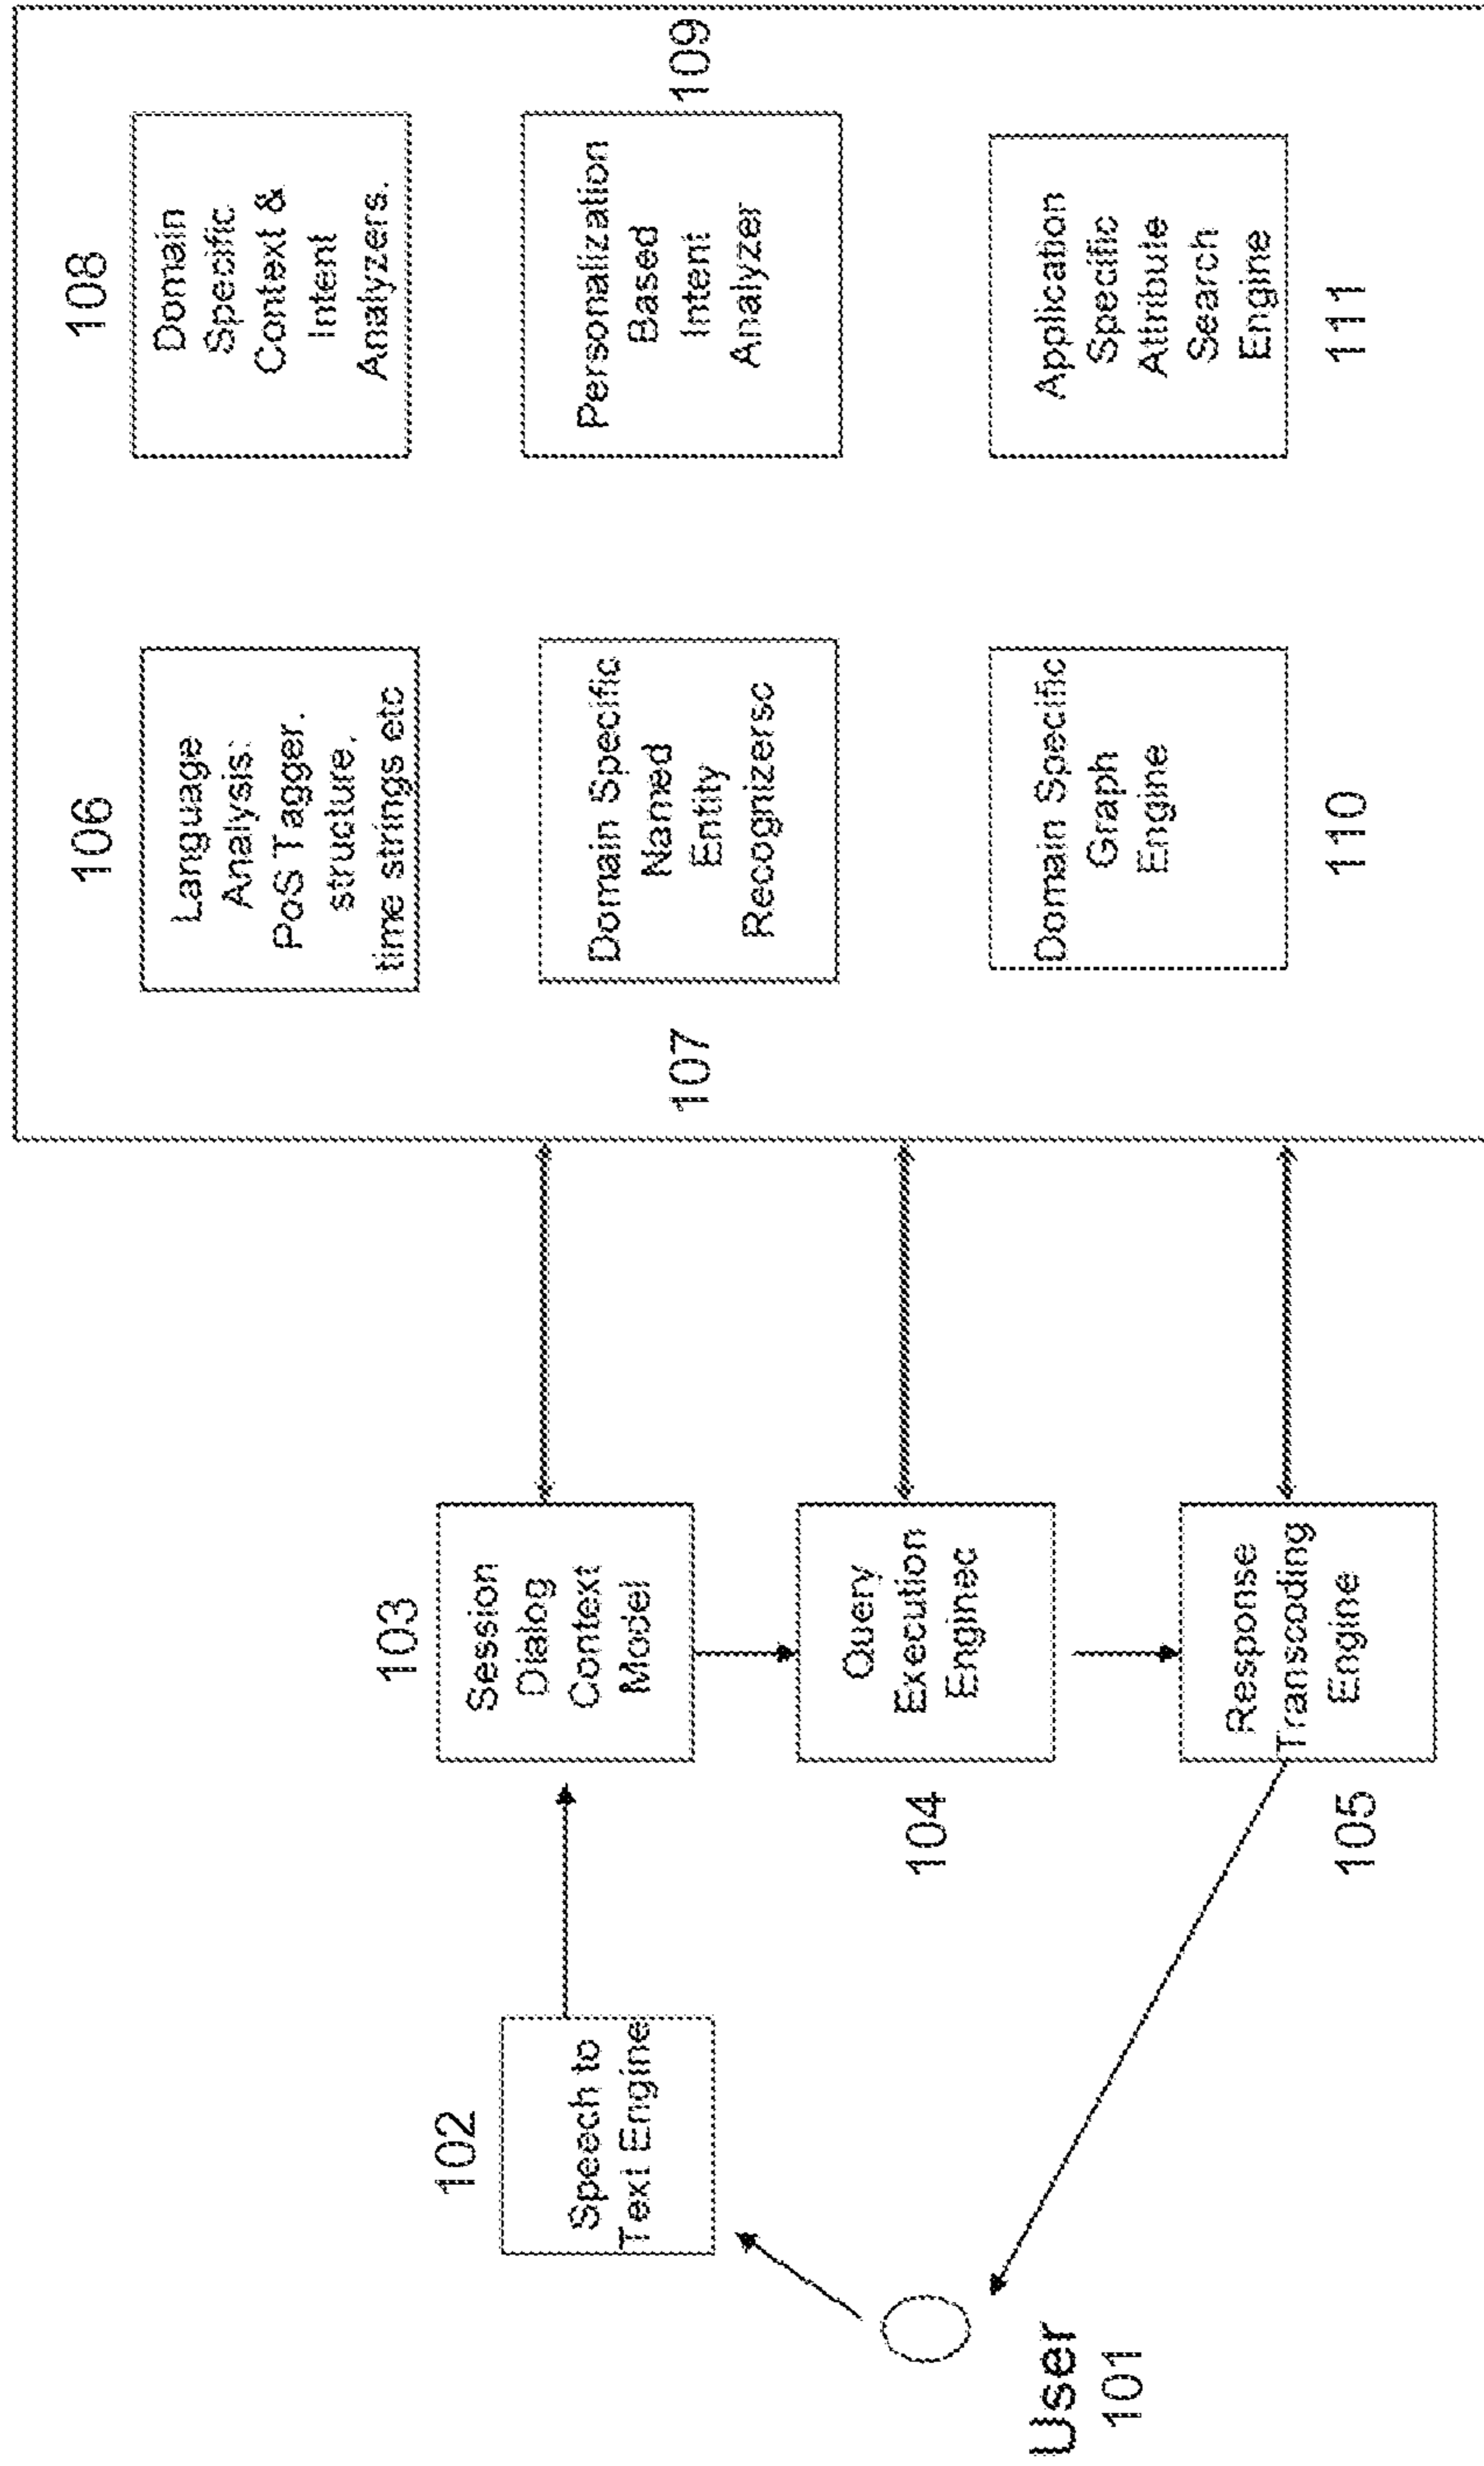 106
Language
Analysis:
PoS Tagger.
structure.
time strings etc
108
Domain
Specific
Context &
Intent
Analyzers.
103
Session
Dialog
Context
Model
102
Speech to
Text Engine
107
Domain Specific
Named
Entity
Recognizersc
Personalization
Based
Intent
Analyzer
109
Query
Execution
Enginec
104
User
101
Response
Transcoding
Engine
105
Domain Specific
Graph
Engine
110
Application
Specific
Attribute
Search
Engine
111